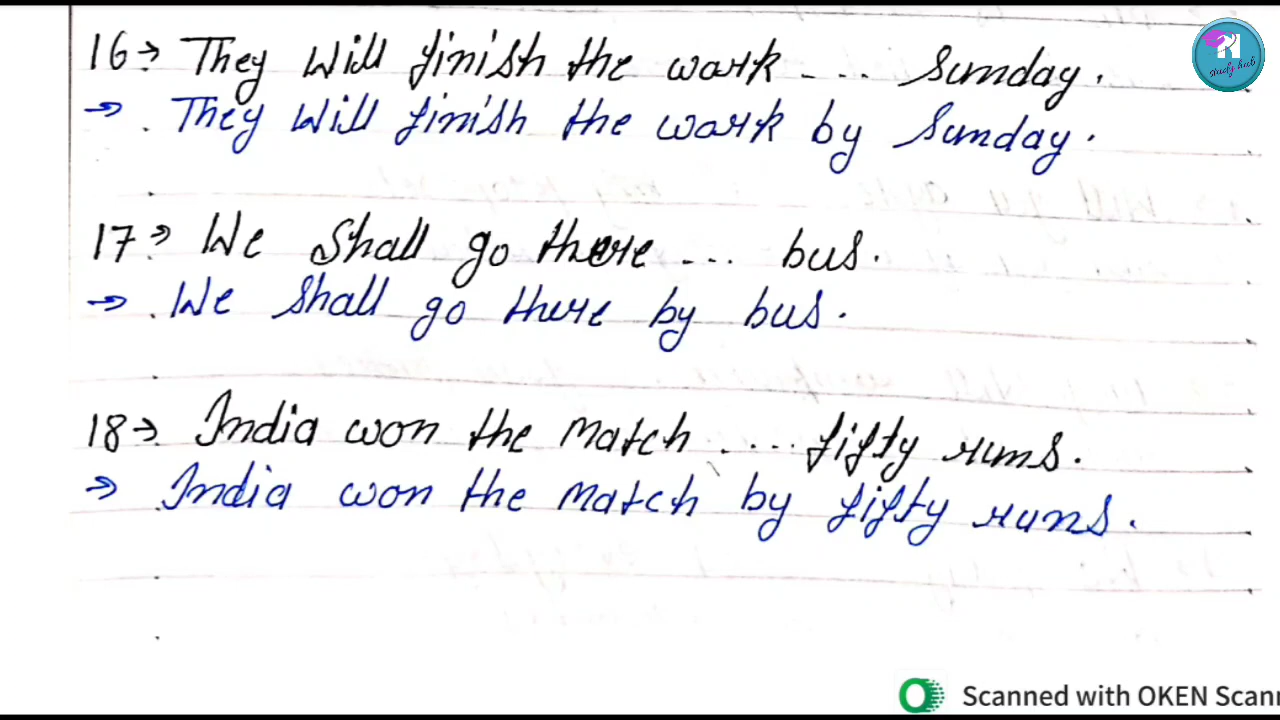 16→ They will finish the work ... Sunday.
→ . They will finish the work by Sunday.
17→ We shall go there ... bus.
→ . We shall go there by bus.
18→ India won the match .... fifty runs.
→ . India won the match by fifty runs.
study hub
Scanned with OKEN Scann